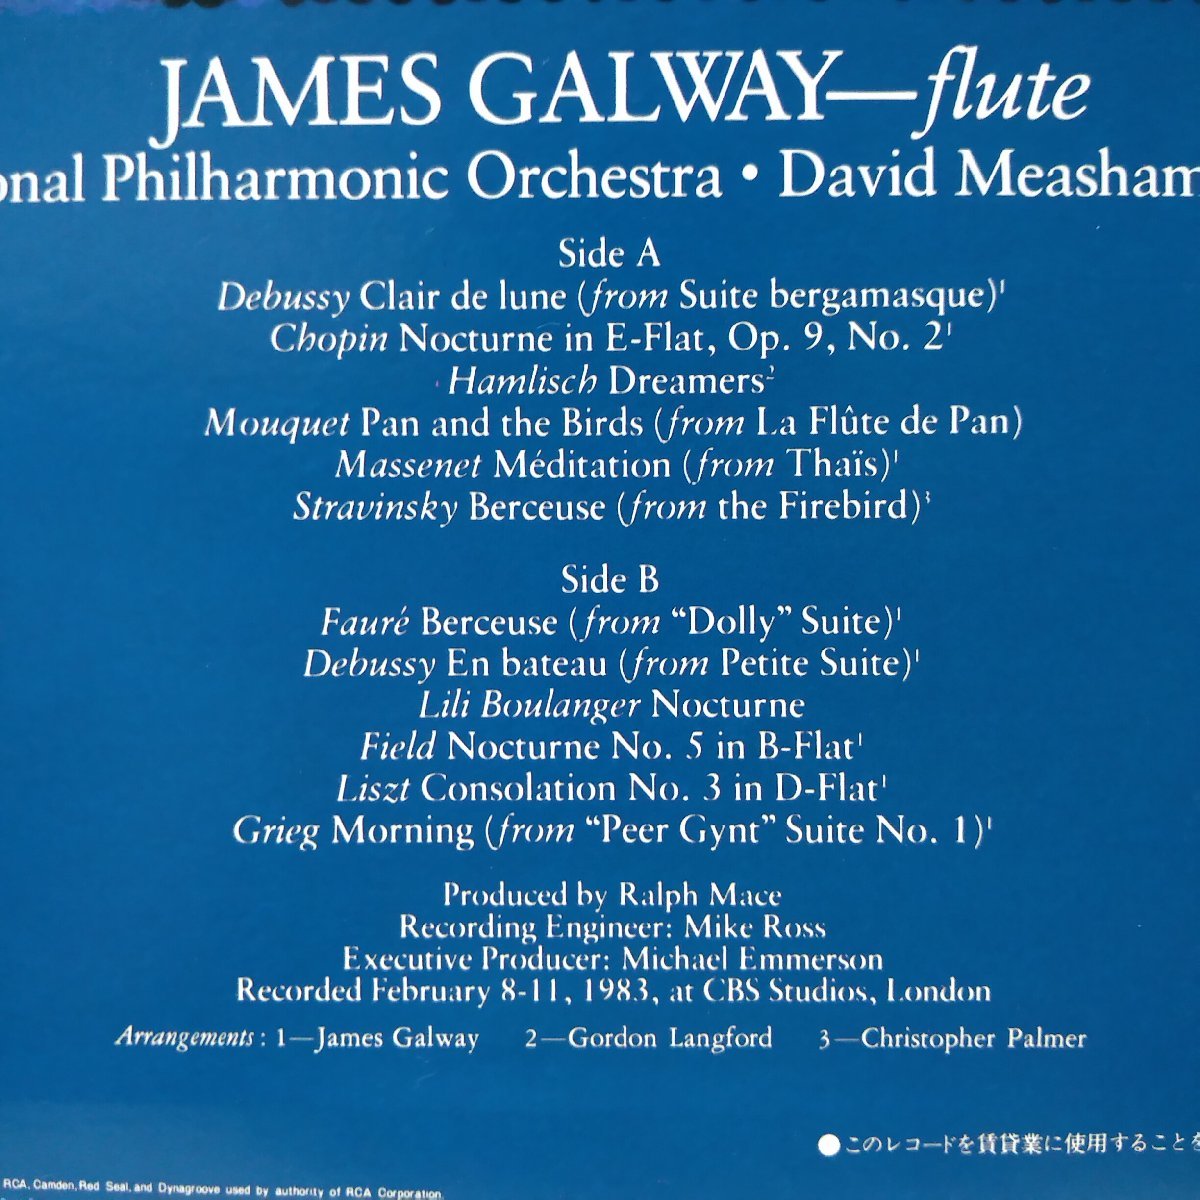 JAMES GALWAY—flute
onal Philharmonic Orchestra • David Measham
Side A
Debussy Clair de lune (from Suite bergamasque)¹
Chopin Nocturne in E-Flat, Op. 9, No. 2¹
Hamlisch Dreamers²
Mouquet Pan and the Birds (from La Flûte de Pan)
Massenet Méditation (from Thaïs)¹
Stravinsky Berceuse (from the Firebird)³
Side B
Fauré Berceuse (from “Dolly” Suite)¹
Debussy En bateau (from Petite Suite)¹
Lili Boulanger Nocturne
Field Nocturne No. 5 in B-Flat¹
Liszt Consolation No. 3 in D-Flat¹
Grieg Morning (from “Peer Gynt” Suite No. 1)¹
Produced by Ralph Mace
Recording Engineer: Mike Ross
Executive Producer: Michael Emmerson
Recorded February 8-11, 1983, at CBS Studios, London
Arrangements: 1—James Galway 2—Gordon Langford 3—Christopher Palmer
●このレコードを賃貸業に使用することを
RCA, Camden, Red Seal, and Dynagroove used by authority of RCA Corporation.